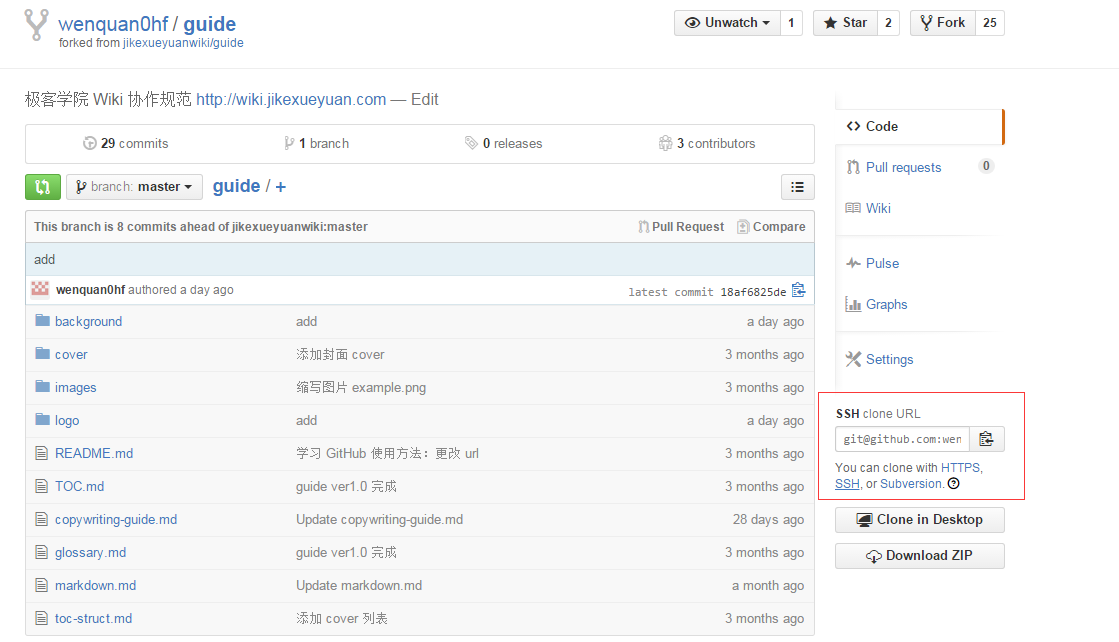 wenquan0hf / guide
forked from jikexueyuanwiki/guide
Unwatch 1 Star 2 Fork 25
极客学院 Wiki 协作规范 http://wiki.jikexueyuan.com — Edit
29 commits 1 branch 0 releases 3 contributors
branch: master guide / +
This branch is 8 commits ahead of jikexueyuanwiki:master Pull Request Compare
add
wenquan0hf authored a day ago latest commit 18af6825de
background add a day ago
cover 添加封面 cover 3 months ago
images 缩写图片 example.png 3 months ago
logo add a day ago
README.md 学习 GitHub 使用方法：更改 url 3 months ago
TOC.md guide ver1.0 完成 3 months ago
copywriting-guide.md Update copywriting-guide.md 28 days ago
glossary.md guide ver1.0 完成 3 months ago
markdown.md Update markdown.md a month ago
toc-struct.md 添加 cover 列表 3 months ago
Code
Pull requests 0
Wiki
Pulse
Graphs
Settings
SSH clone URL
git@github.com:wen
You can clone with HTTPS,
SSH, or Subversion. ?
Clone in Desktop
Download ZIP